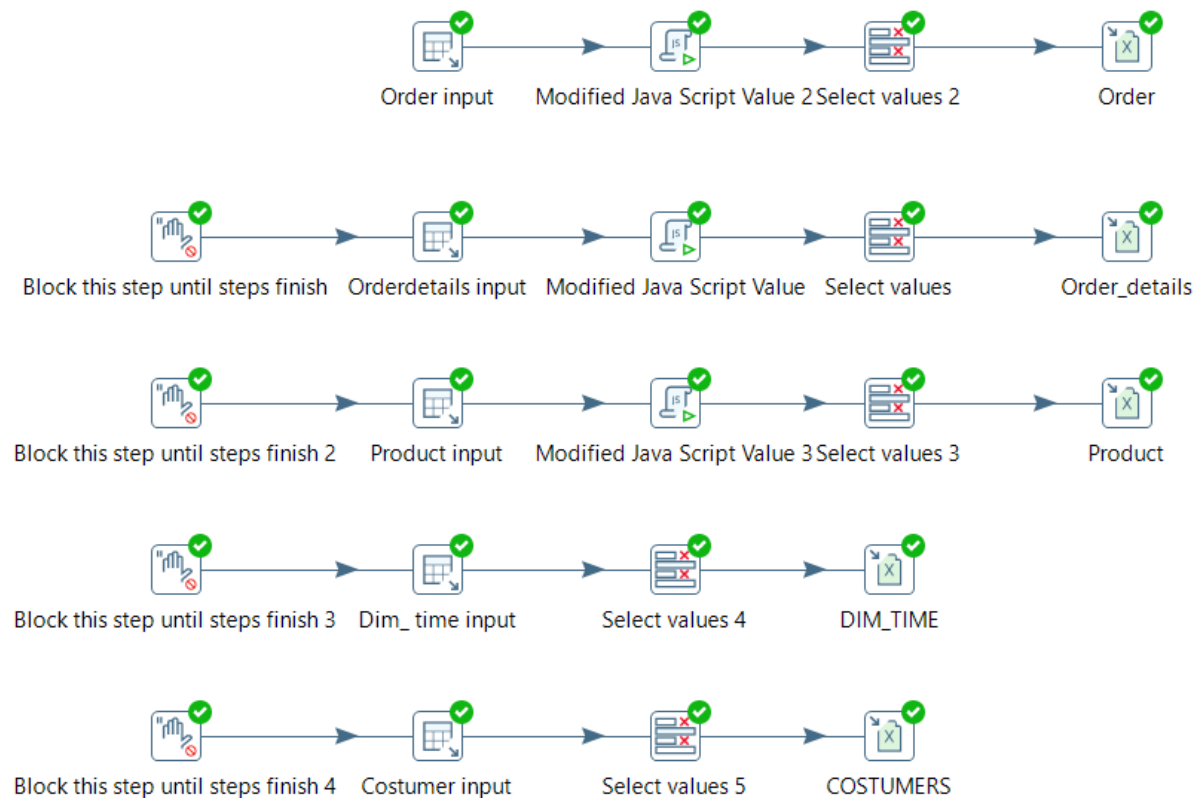 Order input
Modified Java Script Value 2
Select values 2
Order
Block this step until steps finish
Orderdetails input
Modified Java Script Value
Select values
Order_details
Block this step until steps finish 2
Product input
Modified Java Script Value 3
Select values 3
Product
Block this step until steps finish 3
Dim_ time input
Select values 4
DIM_TIME
Block this step until steps finish 4
Costumer input
Select values 5
COSTUMERS